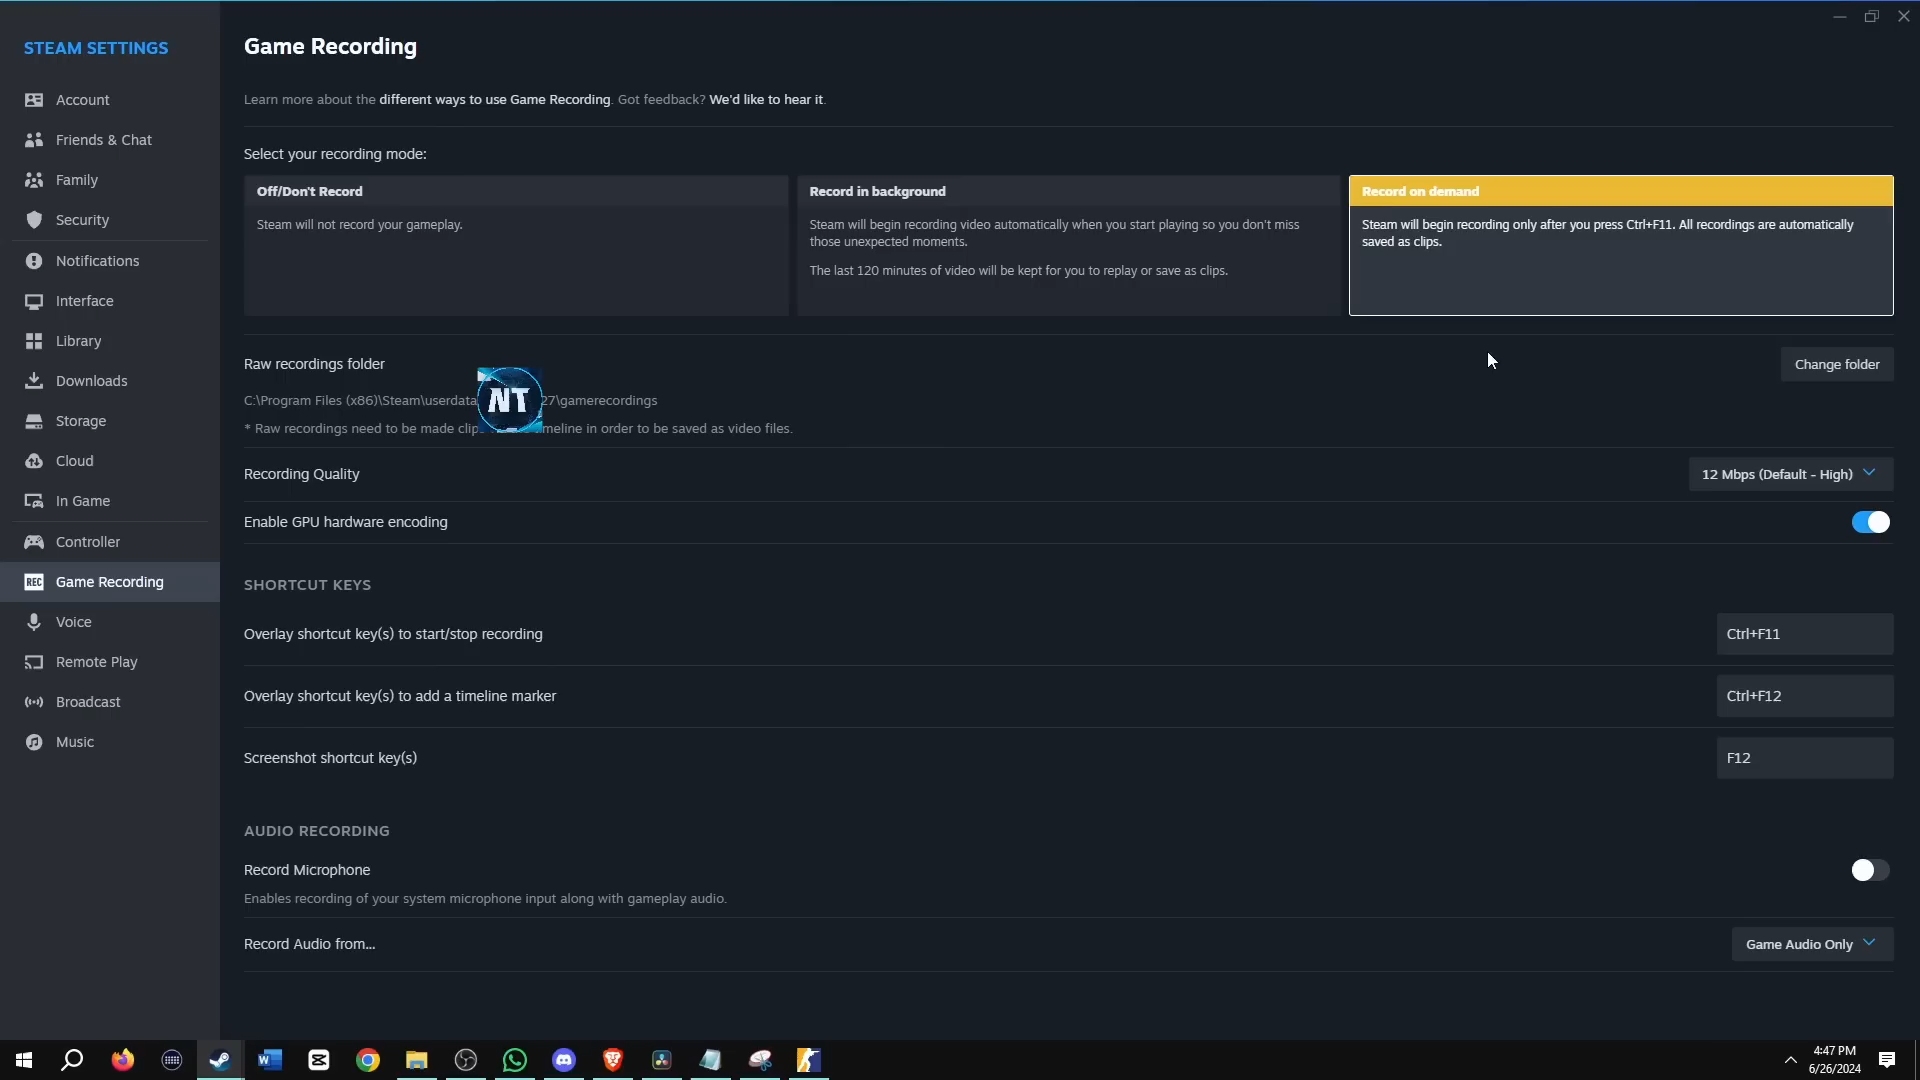 STEAM SETTINGS
Account
Friends & Chat
Family
Security
Notifications
Interface
Library
Downloads
Storage
Cloud
In Game
Controller
REC Game Recording
Voice
Remote Play
Broadcast
Music
Game Recording
Learn more about the different ways to use Game Recording. Got feedback? We'd like to hear it.
Select your recording mode:
Off/Don't Record
Steam will not record your gameplay.
Record in background
Steam will begin recording video automatically when you start playing so you don't miss
those unexpected moments.
The last 120 minutes of video will be kept for you to replay or save as clips.
Record on demand
Steam will begin recording only after you press Ctrl+F11. All recordings are automatically
saved as clips.
Raw recordings folder
Change folder
C:\Program Files (x86)\Steam\userdata 27\gamerecordings
NT
* Raw recordings need to be made in order to be saved as video files.
Recording Quality
12 Mbps (Default - High)
Enable GPU hardware encoding
SHORTCUT KEYS
Overlay shortcut key(s) to start/stop recording
Ctrl+F11
Overlay shortcut key(s) to add a timeline marker
Ctrl+F12
Screenshot shortcut key(s)
F12
AUDIO RECORDING
Record Microphone
Enables recording of your system microphone input along with gameplay audio.
Record Audio from...
Game Audio Only
4:47 PM
6/26/2024